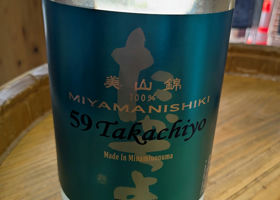 美山錦
100%
MIYAMANISHIKI
59 Takachiyo
Made In Minamiuonuma